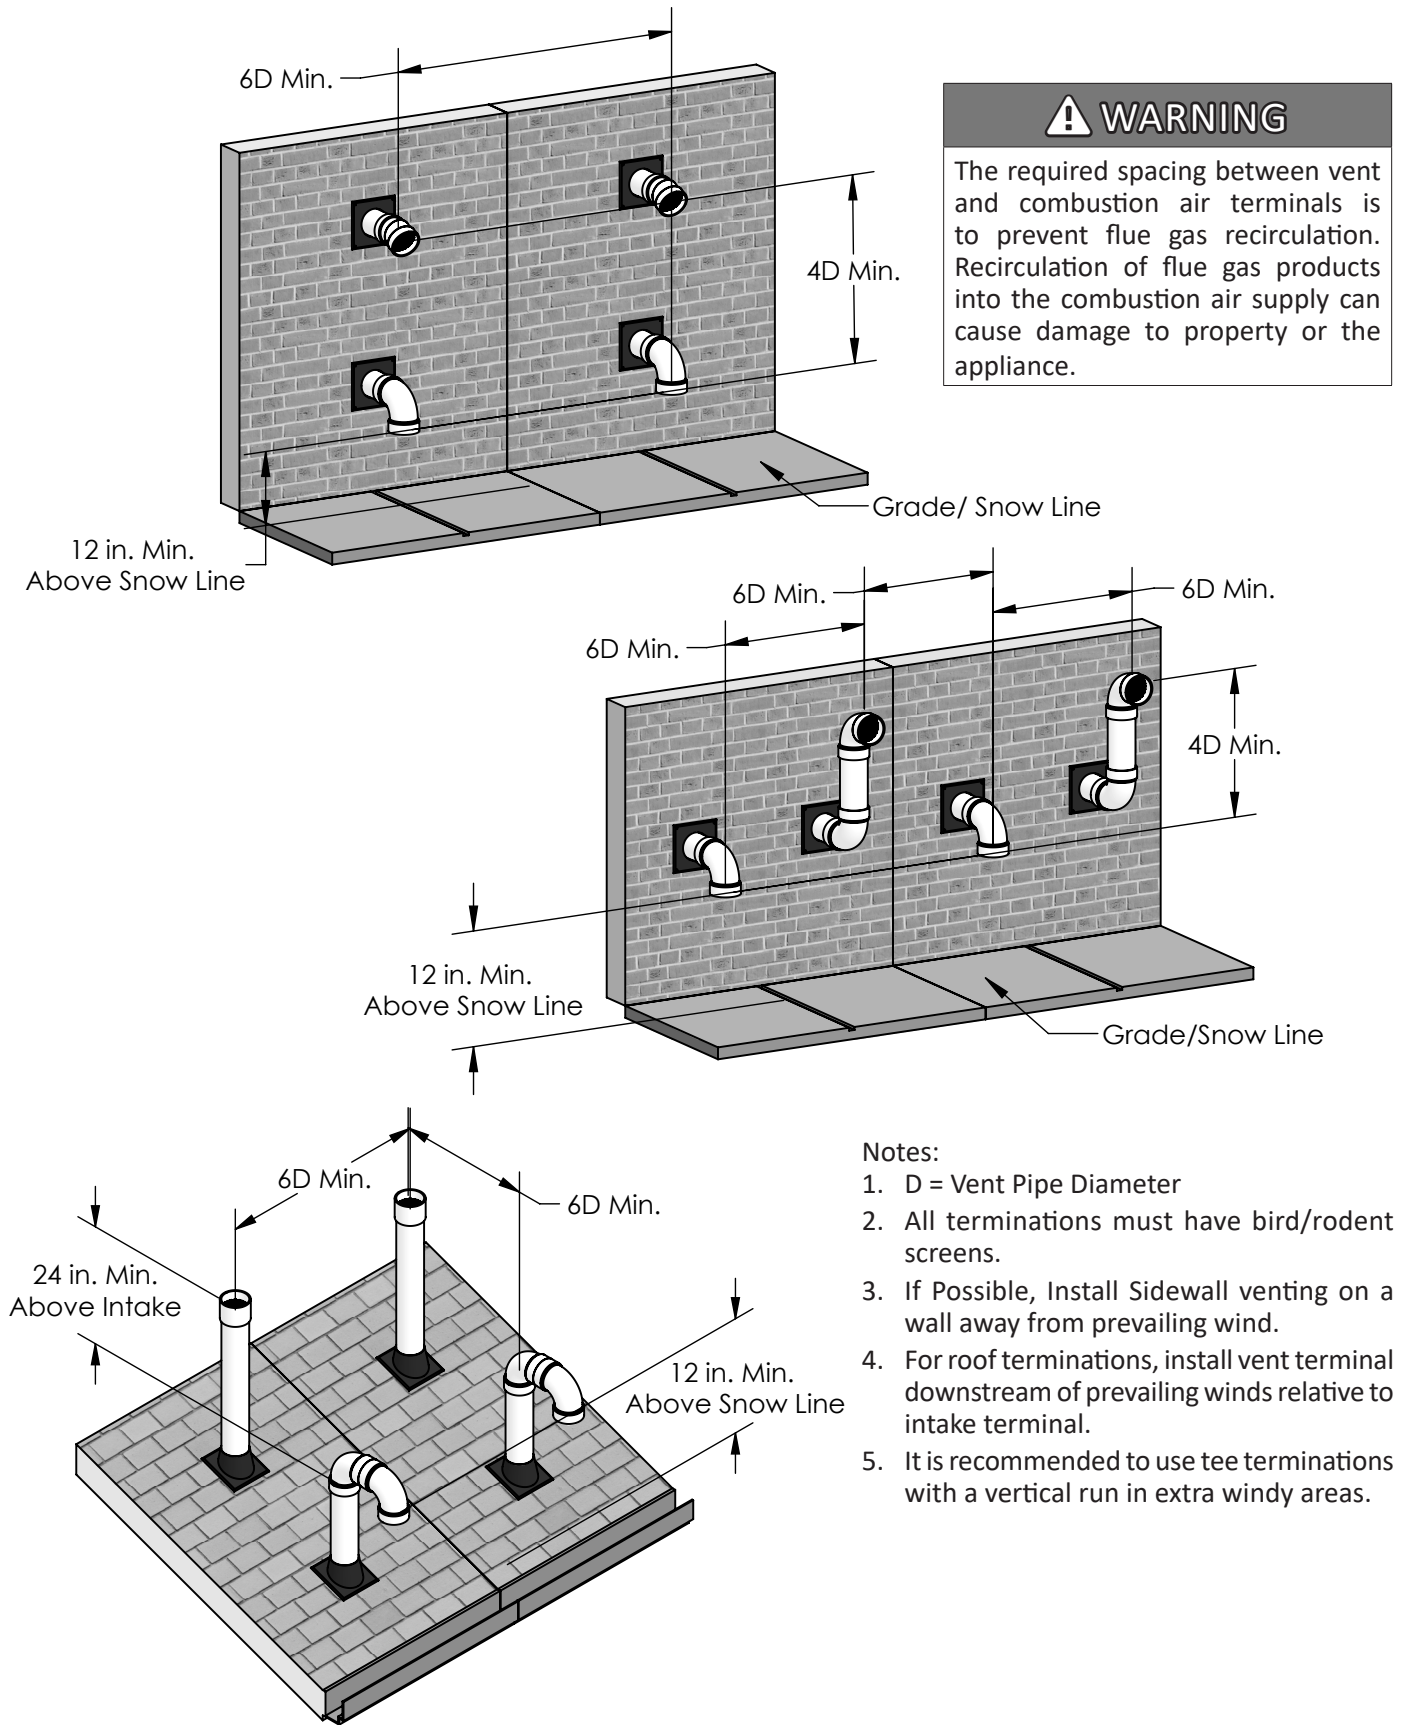 6D Min.
WARNING
The required spacing between vent
and combustion air terminals is
to prevent flue gas recirculation.
Recirculation of flue gas products
into the combustion air supply can
cause damage to property or the
appliance.
4D Min.
Grade/ Snow Line
12 in. Min.
Above Snow Line
6D Min.
6D Min.
6D Min.
4D Min.
12 in. Min.
Above Snow Line
Grade/Snow Line
6D Min.
6D Min.
24 in. Min.
Above Intake
12 in. Min.
Above Snow Line
Notes:
1. D = Vent Pipe Diameter
2. All terminations must have bird/rodent
screens.
3. If Possible, Install Sidewall venting on a
wall away from prevailing wind.
4. For roof terminations, install vent terminal
downstream of prevailing winds relative to
intake terminal.
5. It is recommended to use tee terminations
with a vertical run in extra windy areas.